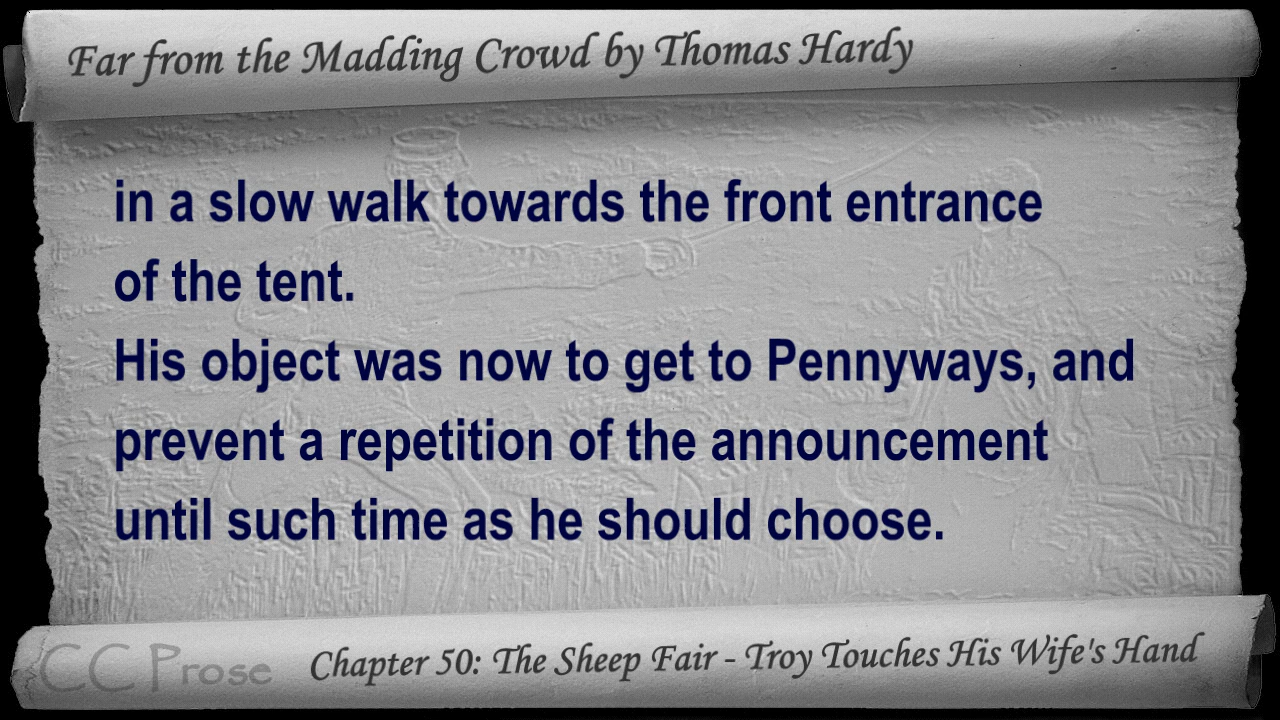 Far from the Madding Crowd by Thomas Hardy
in a slow walk towards the front entrance
of the tent.
His object was now to get to Pennyways, and
prevent a repetition of the announcement
until such time as he should choose.
CC Prose
Chapter 50: The Sheep Fair - Troy Touches His Wife's Hand